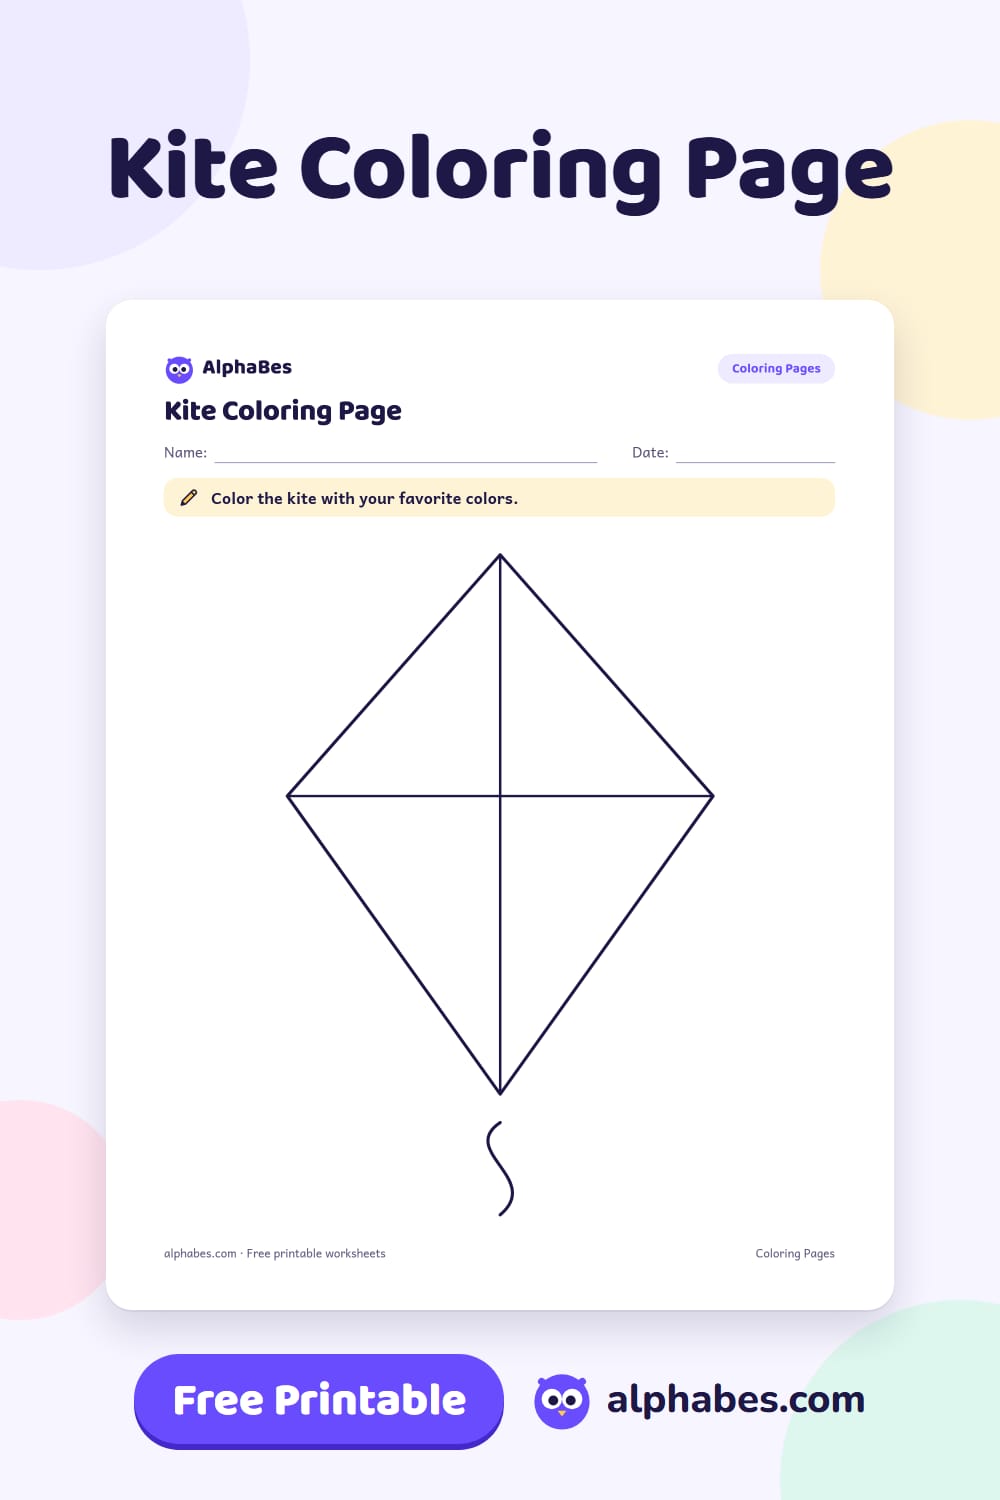 Kite Coloring Page
AlphaBes
Coloring Pages
Kite Coloring Page
Name:
Date:
Color the kite with your favorite colors.
alphabes.com · Free printable worksheets
Coloring Pages
Free Printable
alphabes.com